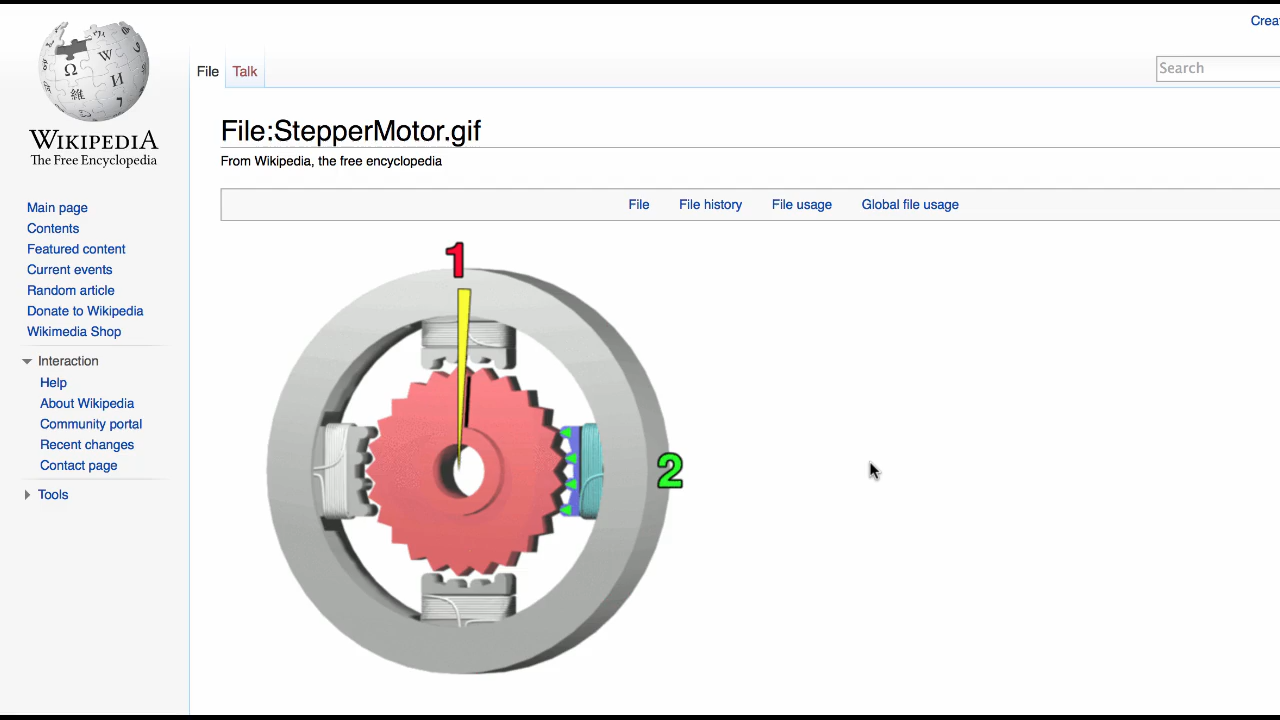 Crea
File
Talk
Search
WIKIPEDIA
The Free Encyclopedia
File:StepperMotor.gif
From Wikipedia, the free encyclopedia
File
File history
File usage
Global file usage
Main page
Contents
Featured content
Current events
Random article
Donate to Wikipedia
Wikimedia Shop
Interaction
Help
About Wikipedia
Community portal
Recent changes
Contact page
Tools
1
2